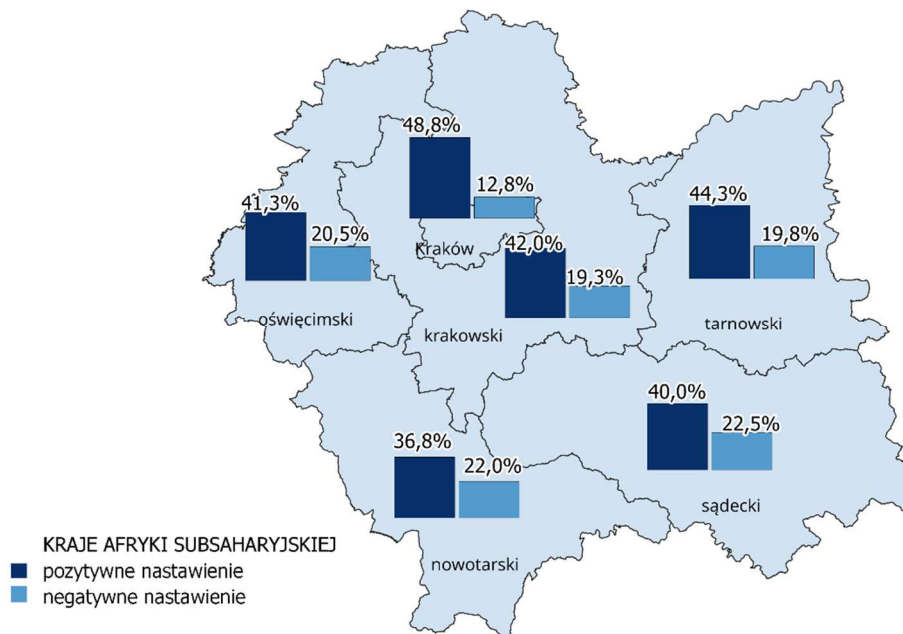 48,8%
12,8%
Kraków
41,3%
20,5%
oświęcimski
42,0%
19,3%
krakowski
44,3%
19,8%
tarnowski
36,8%
22,0%
nowotarski
40,0%
22,5%
sądecki
KRAJE AFRYKI SUBSAHARYJSKIEJ
pozytywne nastawienie
negatywne nastawienie